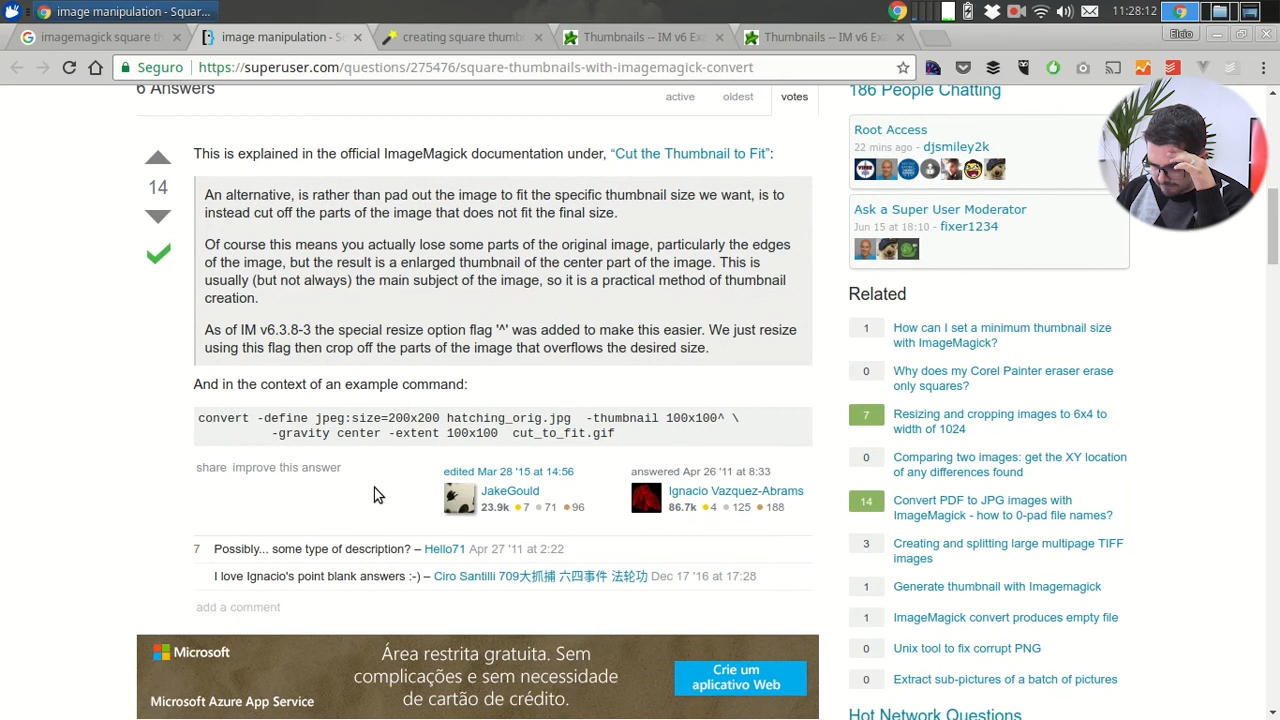 image manipulation - Squar...
11:28:12
imagemagick square th
image manipulation - Sq
creating square thumb
Thumbnails -- IM v6 Exa
Thumbnails -- IM v6 Exa
Elcio
Seguro
https://superuser.com/questions/275476/square-thumbnails-with-imagemagick-convert
6 Answers
active
oldest
votes
14
This is explained in the official ImageMagick documentation under, “Cut the Thumbnail to Fit”:
An alternative, is rather than pad out the image to fit the specific thumbnail size we want, is to
instead cut off the parts of the image that does not fit the final size.
Of course this means you actually lose some parts of the original image, particularly the edges
of the image, but the result is a enlarged thumbnail of the center part of the image. This is
usually (but not always) the main subject of the image, so it is a practical method of thumbnail
creation.
As of IM v6.3.8-3 the special resize option flag '^' was added to make this easier. We just resize
using this flag then crop off the parts of the image that overflows the desired size.
And in the context of an example command:
convert -define jpeg:size=200x200 hatching_orig.jpg -thumbnail 100x100^ \
-gravity center -extent 100x100 cut_to_fit.gif
share improve this answer
edited Mar 28 '15 at 14:56
JakeGould
23.9k 7 71 96
answered Apr 26 '11 at 8:33
Ignacio Vazquez-Abrams
86.7k 4 125 188
7 Possibly... some type of description? – Hello71 Apr 27 '11 at 2:22
I love Ignacio's point blank answers :-) – Ciro Santilli 709大抓捕 六四事件 法轮功 Dec 17 '16 at 17:28
add a comment
Microsoft
Microsoft Azure App Service
Área restrita gratuita. Sem
complicações e sem necessidade
de cartão de crédito.
Crie um
aplicativo Web
186 People Chatting
Root Access
22 mins ago - djsmiley2k
Ask a Super User Moderator
Jun 15 at 18:10 - fixer1234
Related
1 How can I set a minimum thumbnail size
with ImageMagick?
0 Why does my Corel Painter eraser erase
only squares?
7 Resizing and cropping images to 6x4 to
width of 1024
0 Comparing two images: get the XY location
of any differences found
14 Convert PDF to JPG images with
ImageMagick - how to 0-pad file names?
3 Creating and splitting large multipage TIFF
images
1 Generate thumbnail with Imagemagick
1 ImageMagick convert produces empty file
0 Unix tool to fix corrupt PNG
0 Extract sub-pictures of a batch of pictures
Hot Network Questions